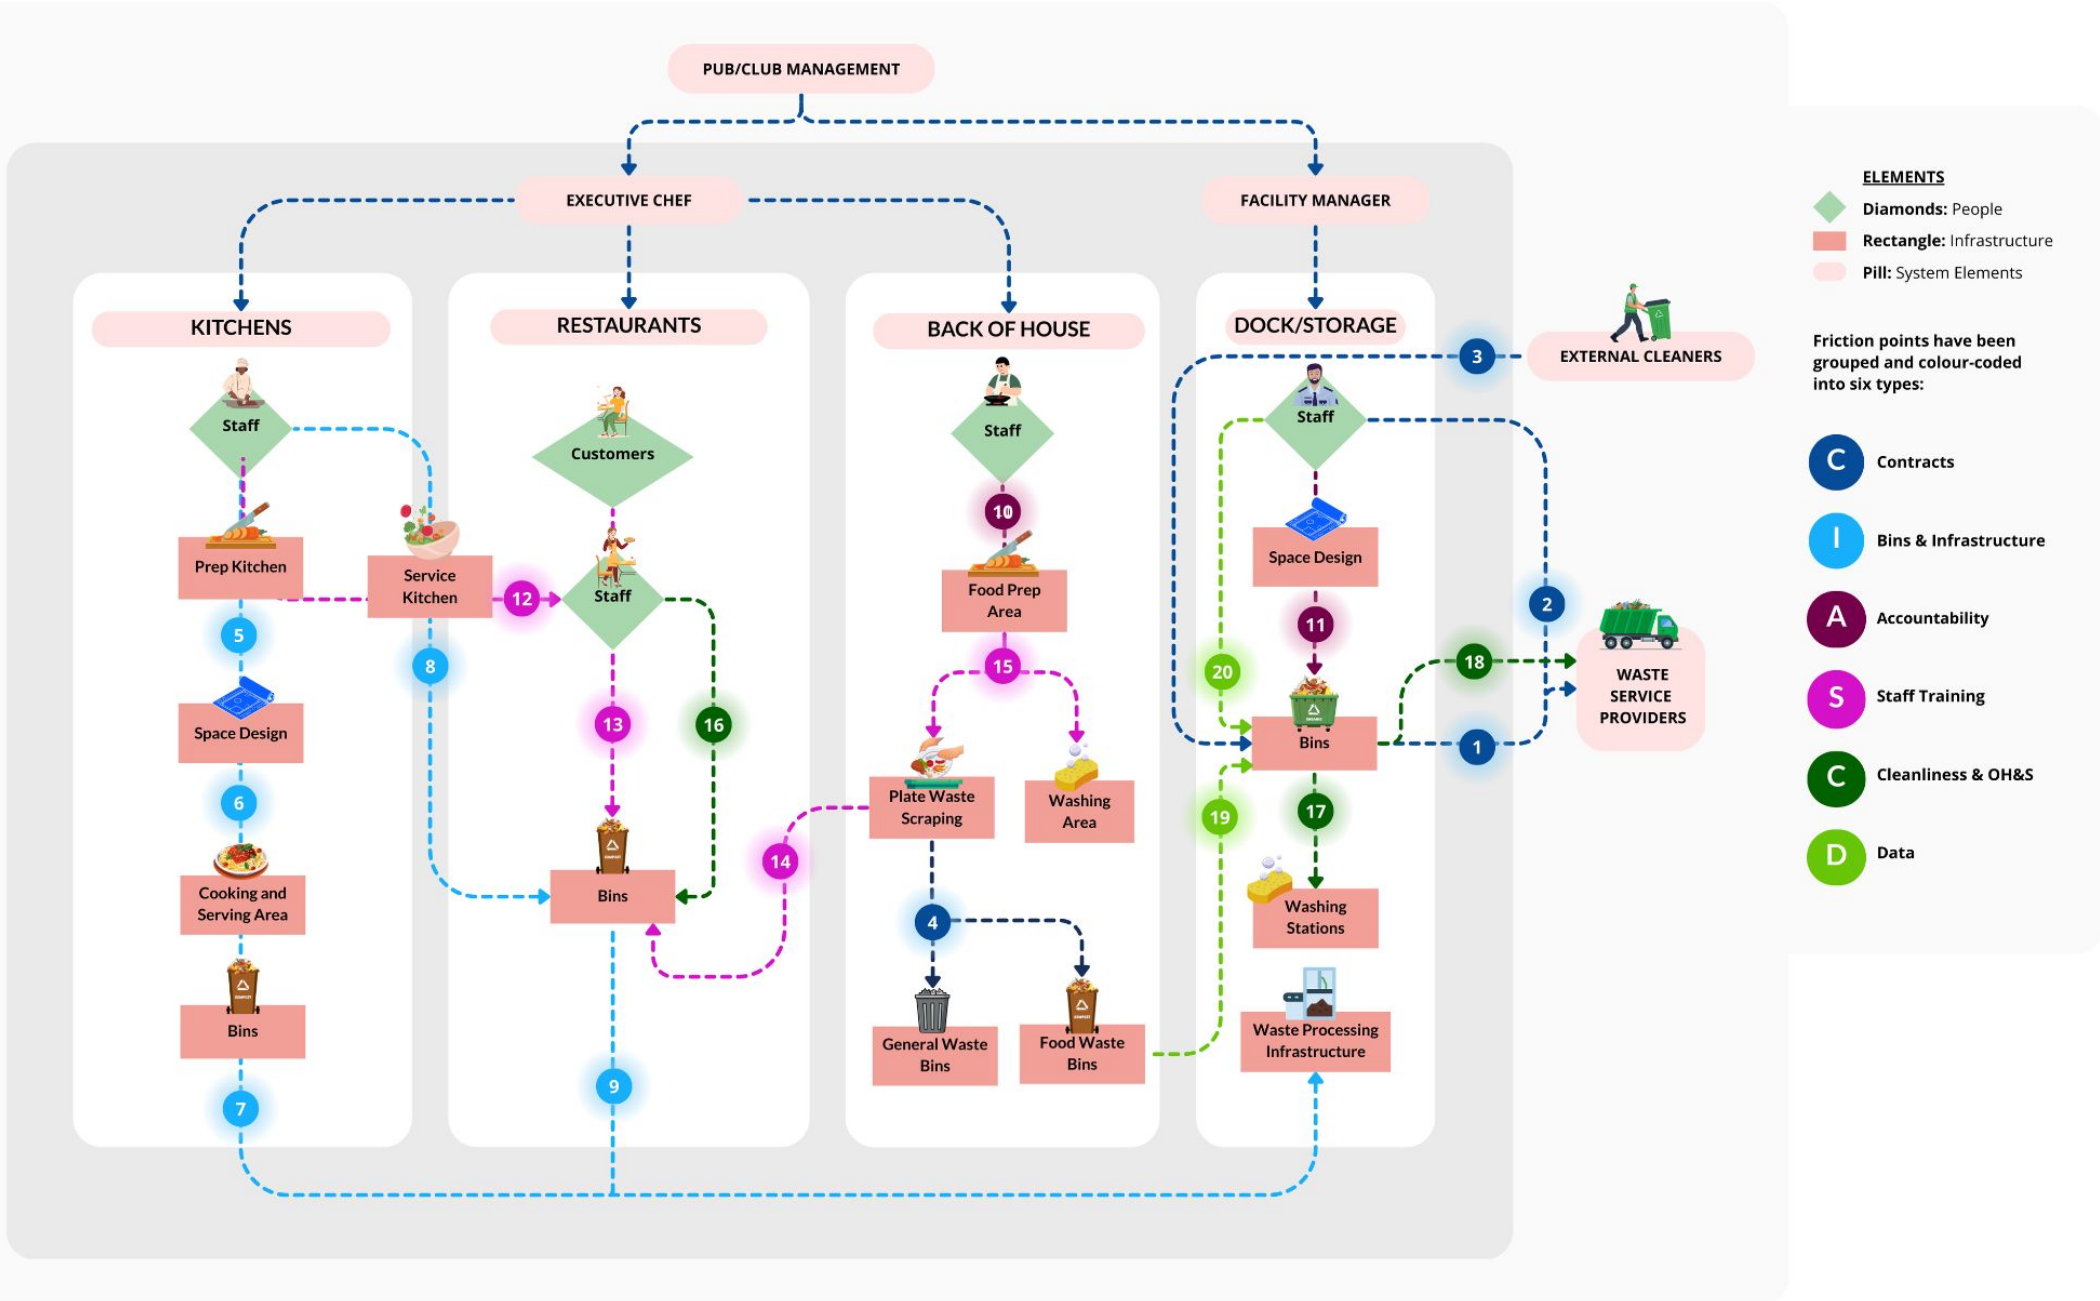 PUB/CLUB MANAGEMENT
EXECUTIVE CHEF
FACILITY MANAGER
KITCHENS
Staff
Prep Kitchen
5
Space Design
6
Cooking and
Serving Area
Bins
7
Service
Kitchen
8
12
RESTAURANTS
Customers
Staff
13
16
Bins
9
14
BACK OF HOUSE
Staff
10
Food Prep
Area
15
Plate Waste
Scraping
Washing
Area
4
General Waste
Bins
Food Waste
Bins
DOCK/STORAGE
Staff
Space Design
11
20
Bins
19
17
Washing
Stations
Waste Processing
Infrastructure
3
EXTERNAL CLEANERS
2
18
1
WASTE
SERVICE
PROVIDERS
ELEMENTS
Diamonds: People
Rectangle: Infrastructure
Pill: System Elements
Friction points have been
grouped and colour-coded
into six types:
C Contracts
I Bins & Infrastructure
A Accountability
S Staff Training
C Cleanliness & OH&S
D Data